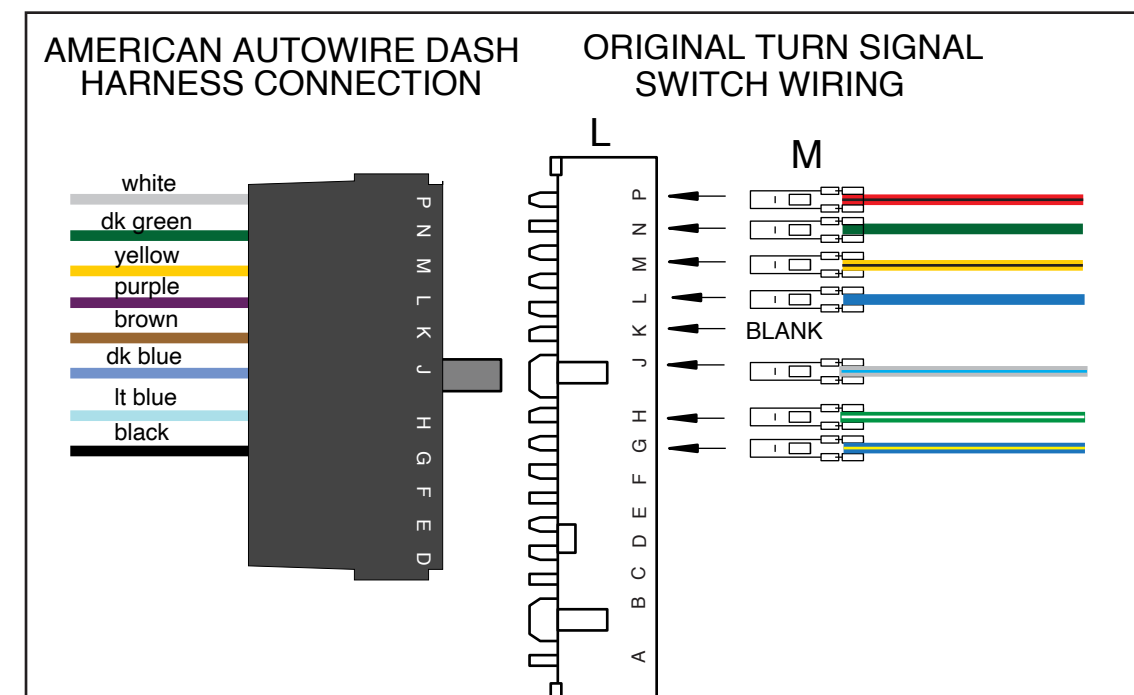 AMERICAN AUTOWIRE DASH
HARNESS CONNECTION
ORIGINAL TURN SIGNAL
SWITCH WIRING
L
M
white
dk green
yellow
purple
brown
dk blue
lt blue
black
P
N
M
L
K
J
H
G
F
E
D
P
N
M
L
K
J
H
G
F
E
D
C
B
A
BLANK